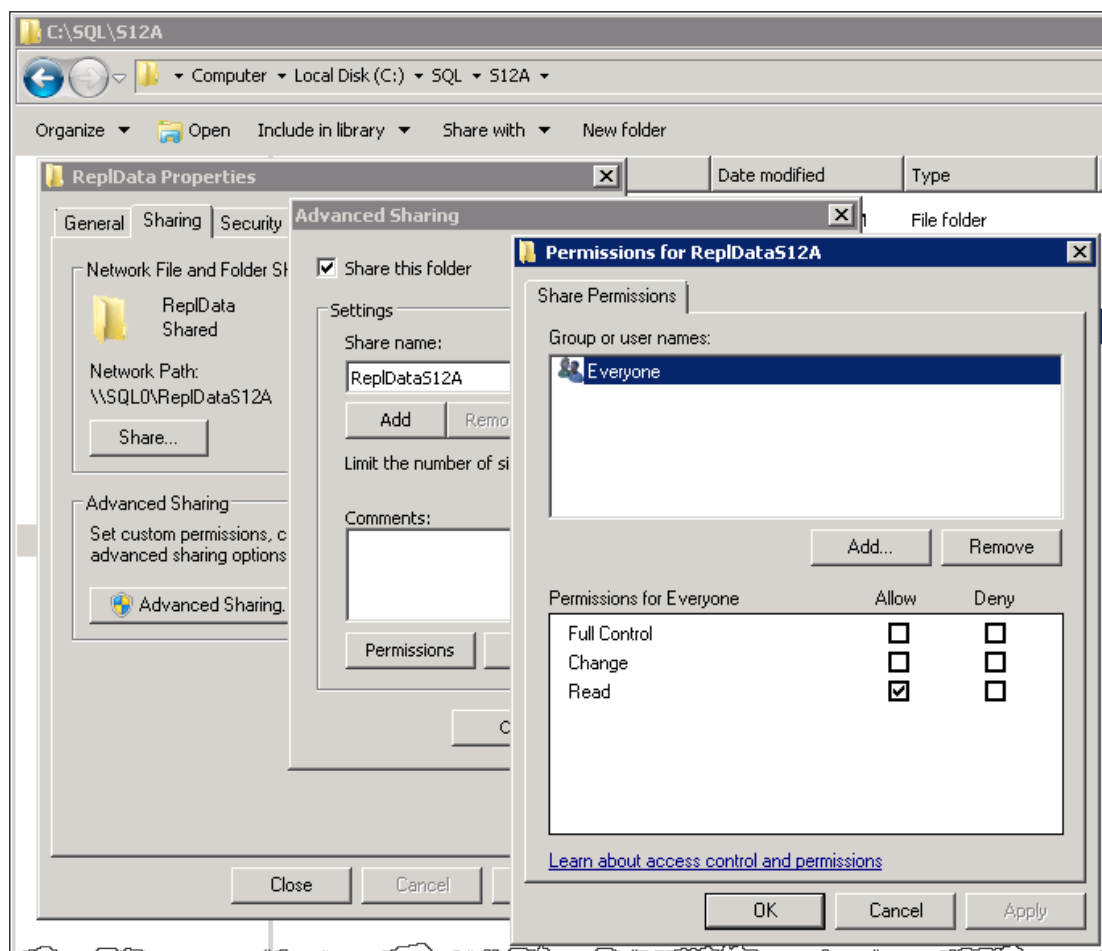 C:\SQL\S12A
Computer Local Disk (C:) SQL S12A
Organize Open Include in library Share with New folder
ReplData Properties
Date modified Type
General Sharing Security
Advanced Sharing
File folder
Permissions for ReplDataS12A
Network File and Folder
ReplData
Shared
Network Path:
\\SQL0\ReplDataS12A
Share...
Advanced Sharing
Set custom permissions,
advanced sharing options
Advanced Sharing.
Share this folder
Settings
Share name:
ReplDataS12A
Add
Limit the number of
Comments:
Permissions
Share Permissions
Group or user names:
Everyone
Add... Remove
Permissions for Everyone Allow Deny
Full Control
Change
Read
Learn about access control and permissions
OK Cancel Apply
Close Cancel